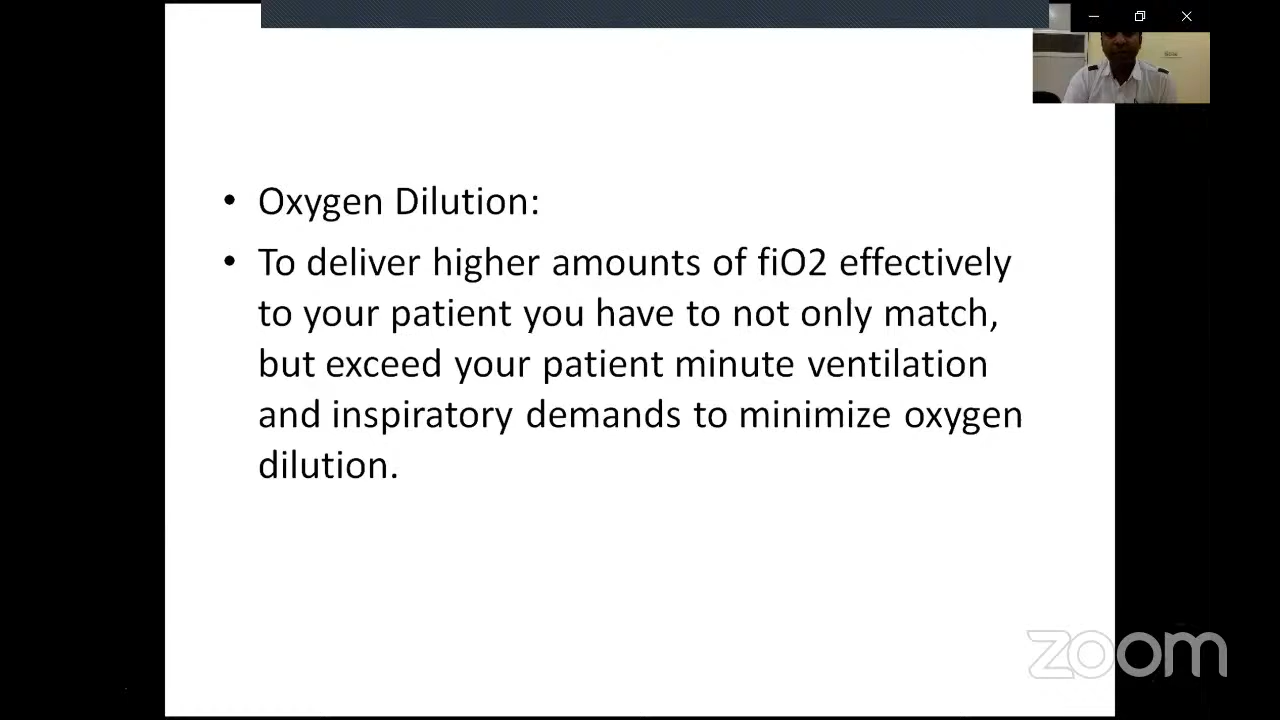 • Oxygen Dilution:
• To deliver higher amounts of fiO2 effectively
to your patient you have to not only match,
but exceed your patient minute ventilation
and inspiratory demands to minimize oxygen
dilution.
zoom